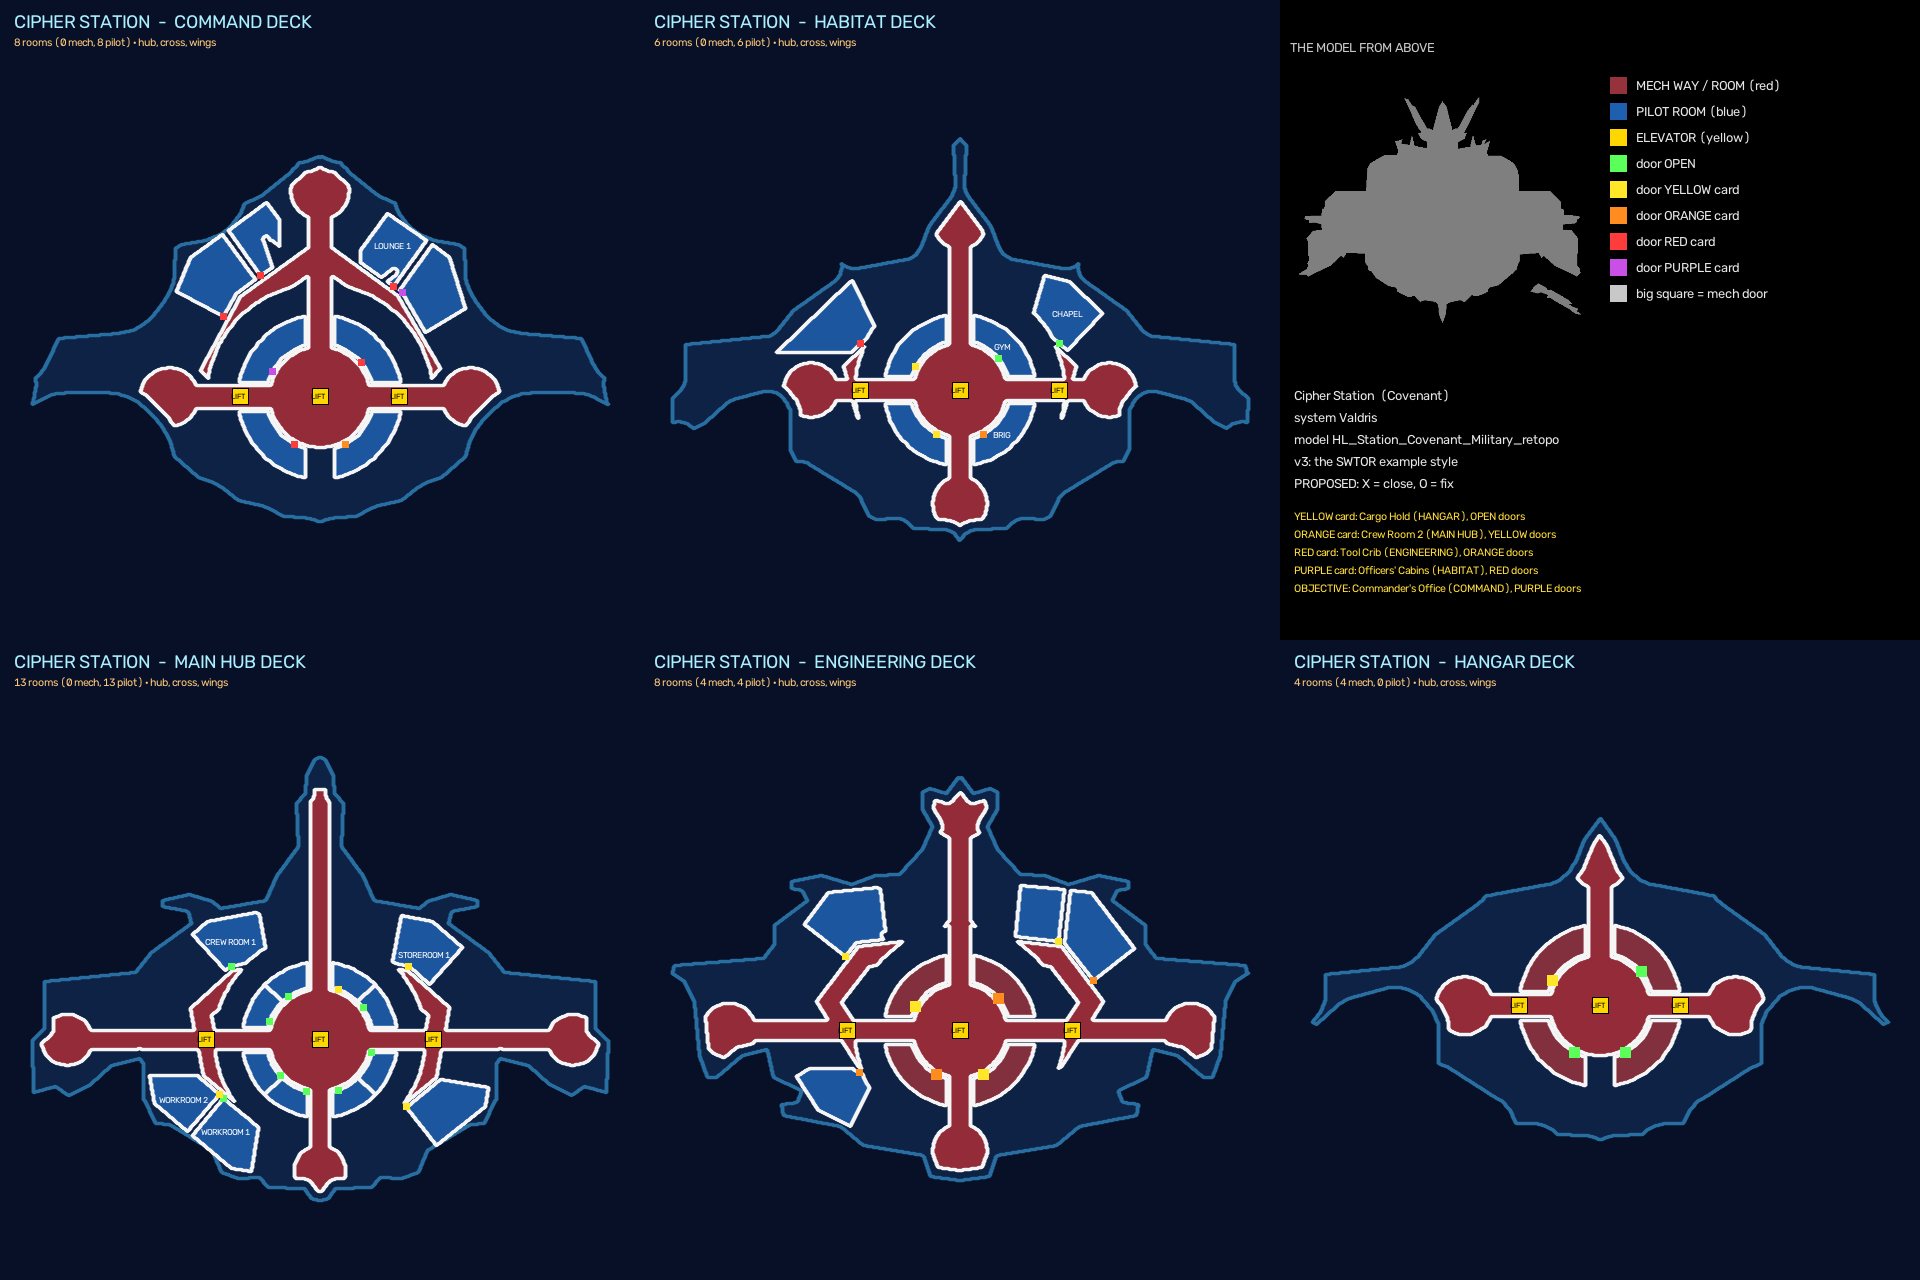 CIPHER STATION - COMMAND DECK
8 rooms (0 mech, 8 pilot) • hub, cross, wings
LOUNGE 1
LIFT
LIFT
LIFT
CIPHER STATION - HABITAT DECK
6 rooms (0 mech, 6 pilot) • hub, cross, wings
CHAPEL
GYM
LIFT
LIFT
LIFT
BRIG
THE MODEL FROM ABOVE
MECH WAY / ROOM (red)
PILOT ROOM (blue)
ELEVATOR (yellow)
door OPEN
door YELLOW card
door ORANGE card
door RED card
door PURPLE card
big square = mech door
Cipher Station (Covenant)
system Valdris
model HL_Station_Covenant_Military_retopo
v3: the SWTOR example style
PROPOSED: X = close, O = fix
YELLOW card: Cargo Hold (HANGAR), OPEN doors
ORANGE card: Crew Room 2 (MAIN HUB), YELLOW doors
RED card: Tool Crib (ENGINEERING), ORANGE doors
PURPLE card: Officers' Cabins (HABITAT), RED doors
OBJECTIVE: Commander's Office (COMMAND), PURPLE doors
CIPHER STATION - MAIN HUB DECK
13 rooms (0 mech, 13 pilot) • hub, cross, wings
CREW ROOM 1
STOREROOM 1
LIFT
LIFT
LIFT
WORKROOM 2
WORKROOM 1
CIPHER STATION - ENGINEERING DECK
8 rooms (4 mech, 4 pilot) • hub, cross, wings
LIFT
LIFT
LIFT
CIPHER STATION - HANGAR DECK
4 rooms (4 mech, 0 pilot) • hub, cross, wings
LIFT
LIFT
LIFT